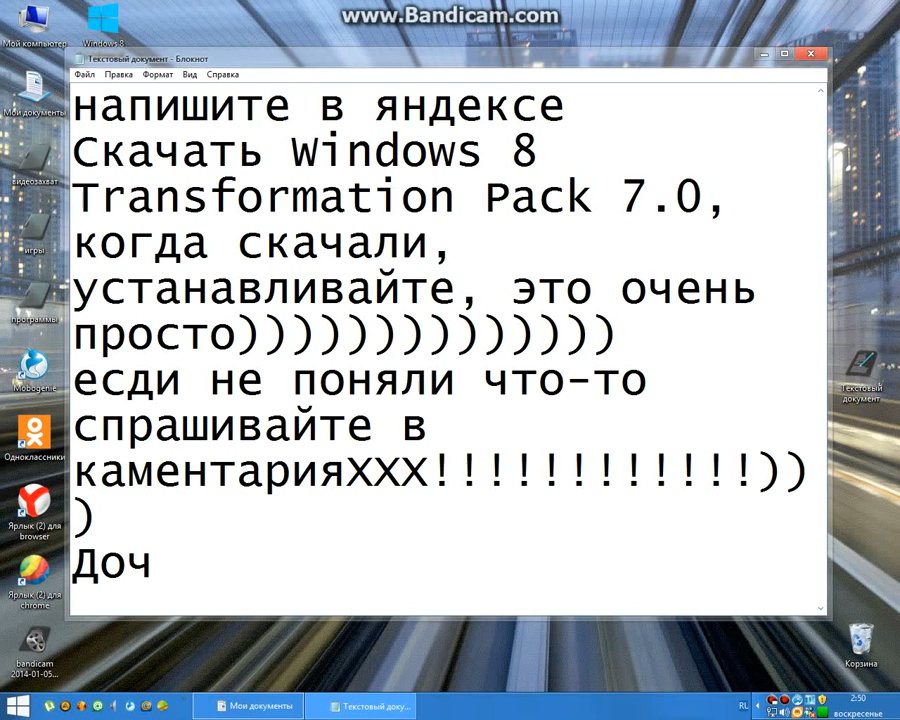 www.Bandicam.com
Мой компьютер
Windows 8
Текстовый документ - Блокнот
Файл Правка Формат Вид Справка
напишите в яндексе
Скачать Windows 8
Transformation Pack 7.0,
когда скачали,
устанавливайте, это очень
просто))))))))))))))
есди не поняли что-то
спрашивайте в
каментарияХХХ!!!!!!!!!!!!))
)
Доч
Мои документы
видеозахват
игры
программы
Mobogenie
Одноклассники
Ярлык (2) для
browser
Ярлык (2) для
chrome
bandicam
2014-01-05...
Текстовый
документ
Корзина
Мои документы
Текстовый доку...
RL
2:50
воскресенье